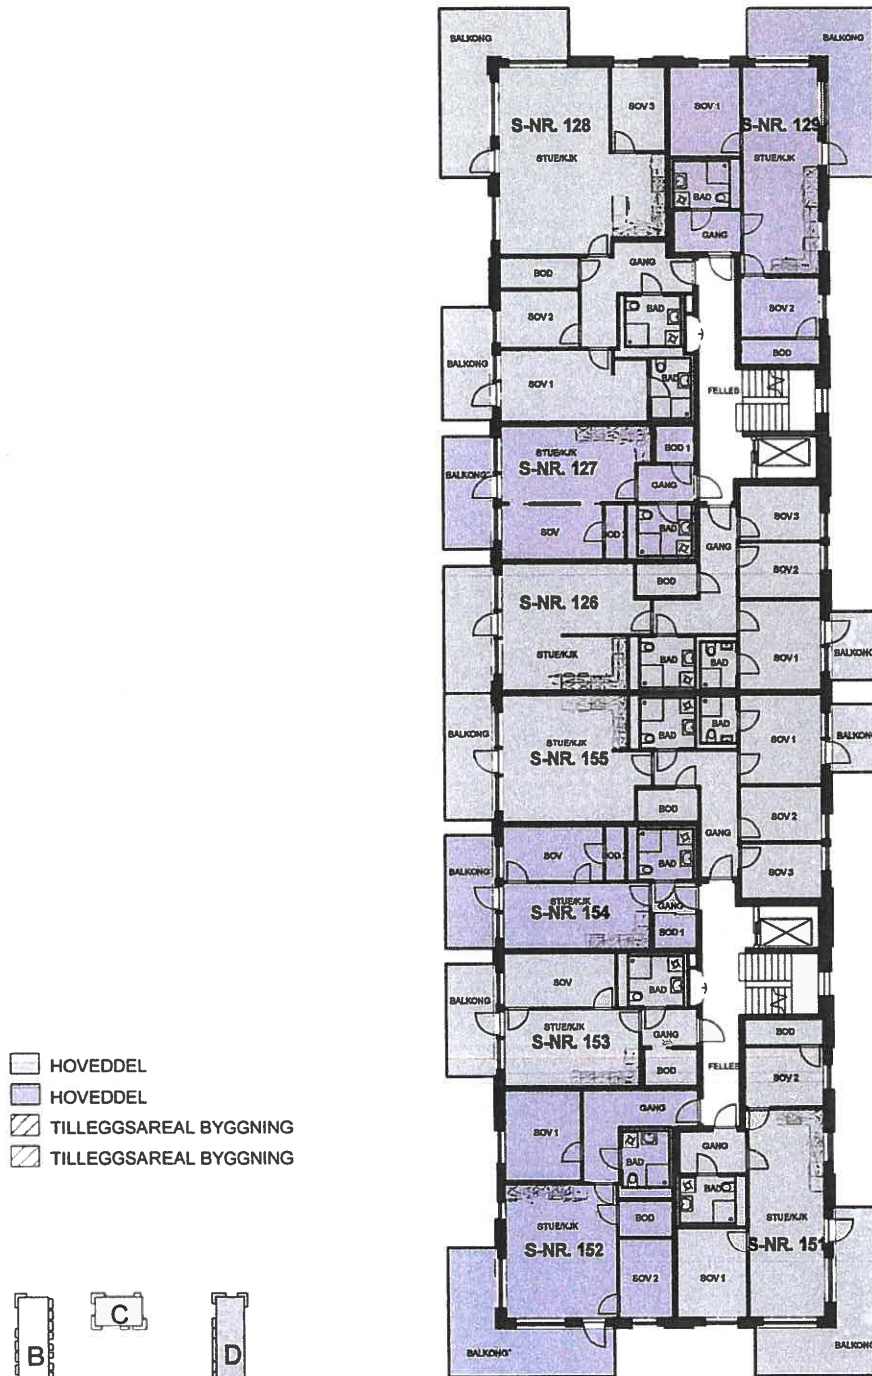 BALKONG
BALKONG
SOV 3
SOV 1
S-NR. 128
S-NR. 129
STUE/KJK
STUE/KJK
BAD
GANG
GANG
BOD
SOV 2
SOV 2
BAD
BOD
BALKONG
SOV 1
BAD
FELLES
STUE/KJK
BOD 1
S-NR. 127
BALKONG
GANG
SOV
BAD
GANG
SOV 3
SOV 2
BOD
S-NR. 126
STUE/KJK
BAD
BAD
SOV 1
BALKONG
BALKONG
STUE/KJK
BAD
SOV 1
BALKONG
S-NR. 155
BOD
GANG
SOV 2
SOV 3
BALKONG
SOV
BAD
STUE/KJK
GANG
S-NR. 154
BOD 1
BALKONG
SOV
BAD
STUE/KJK
S-NR. 153
GANG
BOD
BOD
SOV 2
FELLES
HOVEDDEL
HOVEDDEL
TILLEGGSAREAL BYGGNING
TILLEGGSAREAL BYGGNING
GANG
SOV 1
GANG
BAD
BAD
STUE/KJK
BOD
STUE/KJK
S-NR. 152
S-NR. 151
SOV 2
SOV 1
BALKONG
BALKONG
B
C
D